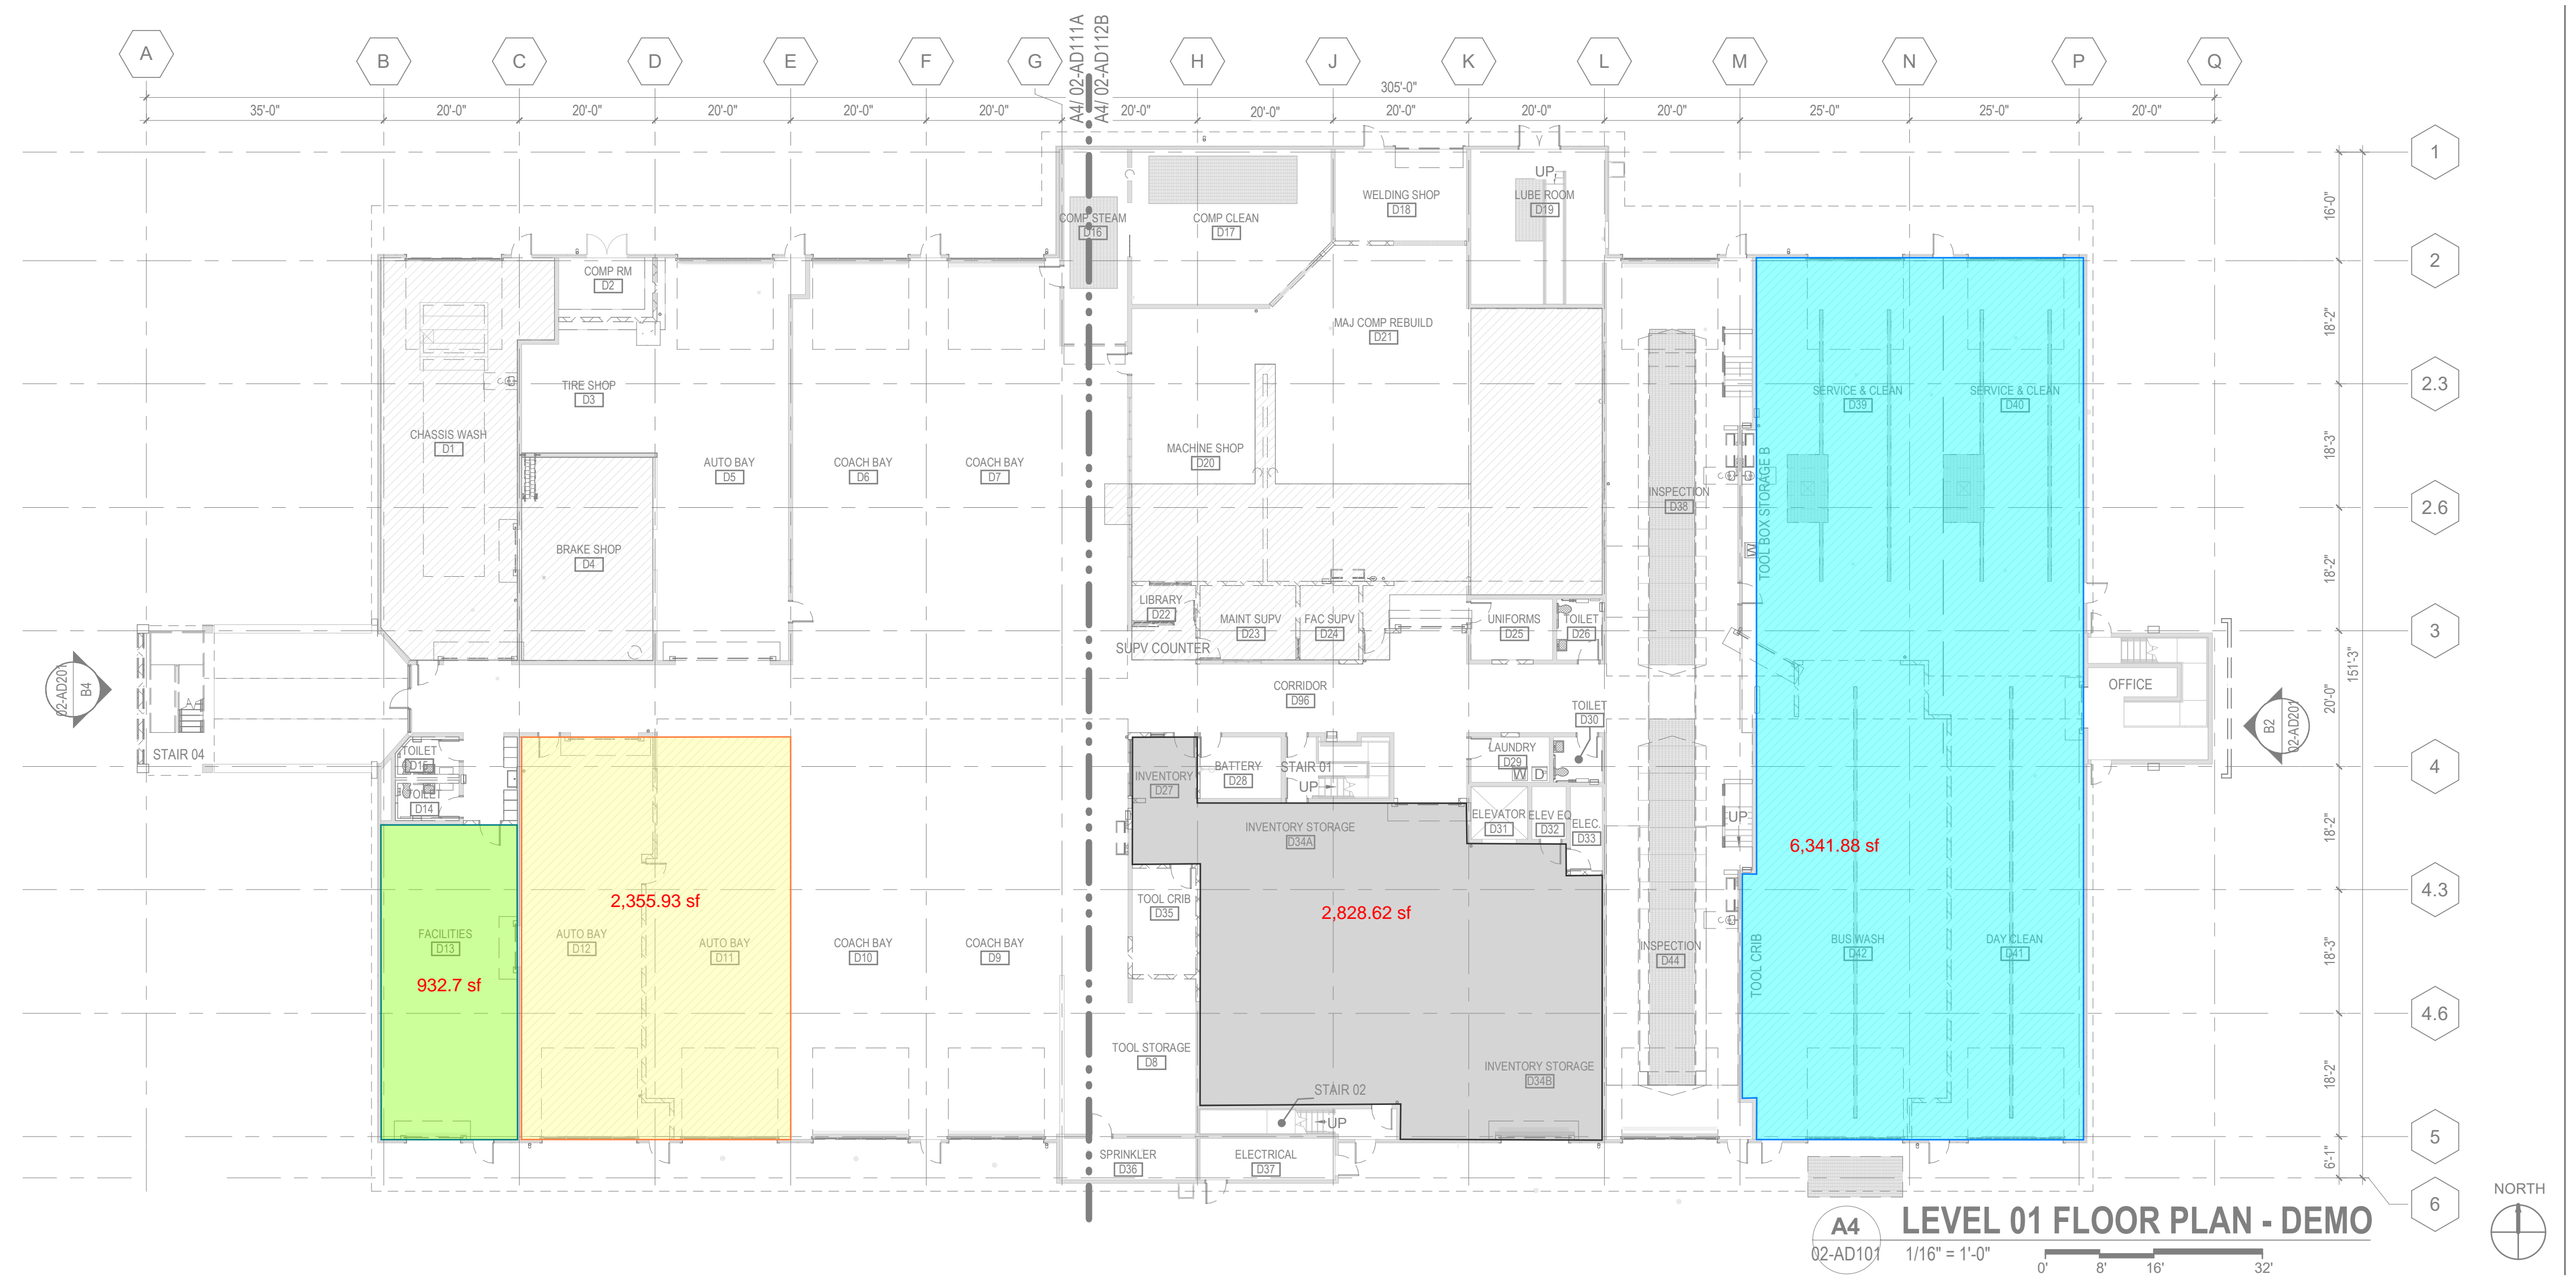 A4/ 02-AD111A
A4/ 02-AD112B
A
B
C
D
E
F
G
H
J
K
L
M
N
P
Q
305'-0"
35'-0"
20'-0"
20'-0"
20'-0"
20'-0"
20'-0"
20'-0"
20'-0"
20'-0"
20'-0"
20'-0"
25'-0"
25'-0"
20'-0"
1
16'-0"
2
18'-2"
2.3
18'-3"
2.6
18'-2"
3
20'-0"
151'-3"
4
18'-2"
4.3
18'-3"
4.6
18'-2"
5
6'-1"
6
COMP STEAM
D16
COMP CLEAN
D17
WELDING SHOP
D18
UP
LUBE ROOM
D19
COMP RM
D2
MAJ COMP REBUILD
D21
TIRE SHOP
D3
SERVICE & CLEAN
D39
SERVICE & CLEAN
D40
CHASSIS WASH
D1
MACHINE SHOP
D20
AUTO BAY
D5
COACH BAY
D6
COACH BAY
D7
INSPECTION
D38
TOOL BOX STORAGE B
W
BRAKE SHOP
D4
LIBRARY
D22
MAINT SUPV
D23
FAC SUPV
D24
UNIFORMS
D25
TOILET
D26
SUPV COUNTER
CORRIDOR
D96
OFFICE
02-AD201
B4
B2
02-AD201
STAIR 04
TOILET
D15
TOILET
D14
TOILET
D30
LAUNDRY
D29
W
D
INVENTORY
D27
BATTERY
D28
STAIR 01
UP
ELEVATOR
D31
ELEV EQ
D32
ELEC.
D33
UP
INVENTORY STORAGE
D34A
6,341.88 sf
2,355.93 sf
2,828.62 sf
TOOL CRIB
D35
FACILITIES
D13
AUTO BAY
D12
AUTO BAY
D11
COACH BAY
D10
COACH BAY
D9
INSPECTION
D44
TOOL CRIB
BUS WASH
D42
DAY CLEAN
D41
932.7 sf
TOOL STORAGE
D8
INVENTORY STORAGE
D34B
STAIR 02
UP
SPRINKLER
D36
ELECTRICAL
D37
NORTH
A4
02-AD101
LEVEL 01 FLOOR PLAN - DEMO
1/16" = 1'-0"
0'
8'
16'
32'